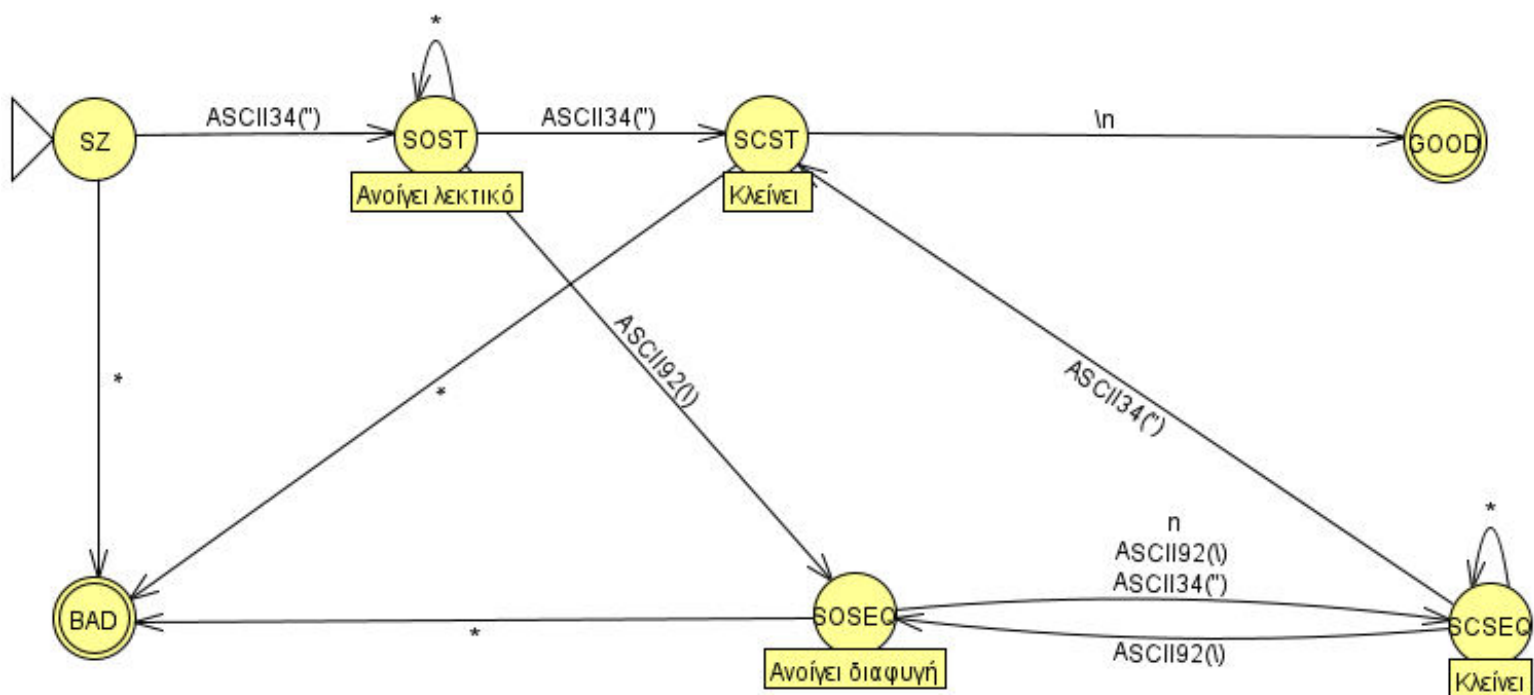 *
ASCII34(")
ASCII34(")
\n
SZ
SOST
SCST
GOOD
Ανοίγει λεκτικό
Κλείνει
*
*
ASCII92(\)
ASCII34(")
n
ASCII92(\)
ASCII34(")
*
BAD
*
SOSEQ
SCSEQ
ASCII92(\)
Ανοίγει διαφυγή
Κλείνει